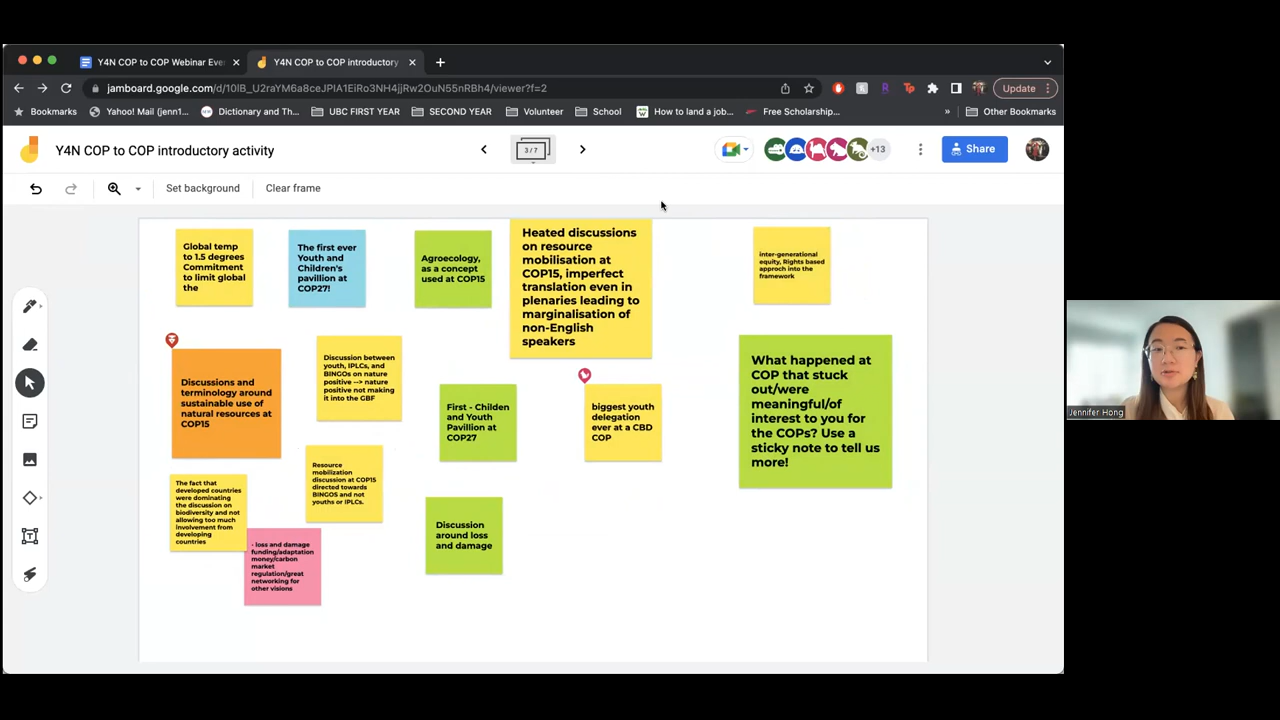 Y4N COP to COP Webinar Eve
Y4N COP to COP introductory
jamboard.google.com/d/10lB_U2raYM6a8ceJPIA1EiRo3NH4jjRw2OuN55nRBh4/viewer?f=2
Update
Bookmarks
Yahoo! Mail (jenn1...
Dictionary and Th...
UBC FIRST YEAR
SECOND YEAR
Volunteer
School
How to land a job...
Free Scholarship...
»
Other Bookmarks
Y4N COP to COP introductory activity
3/7
+13
Share
Set background
Clear frame
Global temp
to 1.5 degrees
Commitment
to limit global
the
The first ever
Youth and
Children's
pavillion at
COP27!
Agroecology,
as a concept
used at COP15
Heated discussions
on resource
mobilisation at
COP15, imperfect
translation even in
plenaries leading to
marginalisation of
non-English
speakers
inter-generational
equity, Rights based
approch into the
framework
Discussions and
terminology around
sustainable use of
natural resources at
COP15
Discussion between
youth, IPLCs, and
BINGOs on nature
positive --> nature
positive not making
it into the GBF
First - Childen
and Youth
Pavillion at
COP27
biggest youth
delegation
ever at a CBD
COP
What happened at
COP that stuck
out/were
meaningful/of
interest to you for
the COPs? Use a
sticky note to tell us
more!
The fact that
developed countries
were dominating
the discussion on
biodiversity and not
allowing too much
involvement from
developing
countries
Resource
mobilization
discussion at COP15
directed towards
BINGOS and not
youths or IPLCs.
- loss and damage
funding/adaptation
money/carbon
market
regulation/great
networking for
other visions
Discussion
around loss
and damage
Jennifer Hong